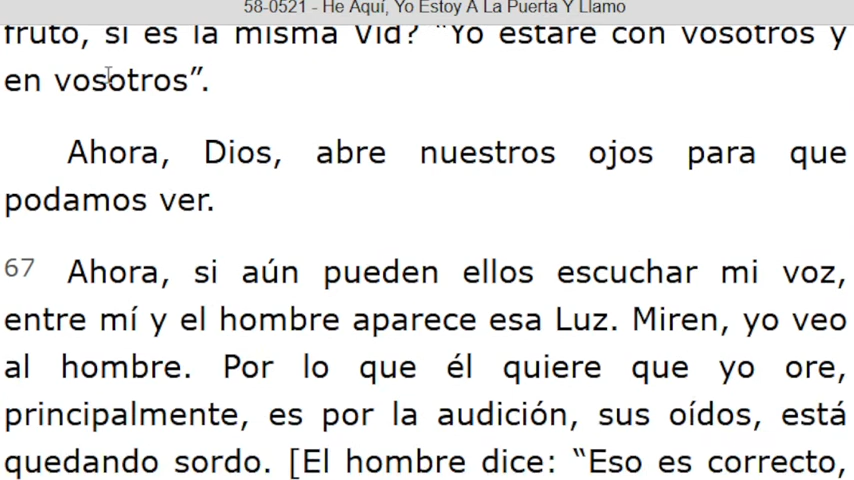 58-0521 - He Aquí, Yo Estoy A La Puerta Y Llamo
fruto, si es la misma Vid? “Yo estaré con vosotros y
en vosotros”.
Ahora, Dios, abre nuestros ojos para que
podamos ver.
67 Ahora, si aún pueden ellos escuchar mi voz,
entre mí y el hombre aparece esa Luz. Miren, yo veo
al hombre. Por lo que él quiere que yo ore,
principalmente, es por la audición, sus oídos, está
quedando sordo. [El hombre dice: “Eso es correcto,